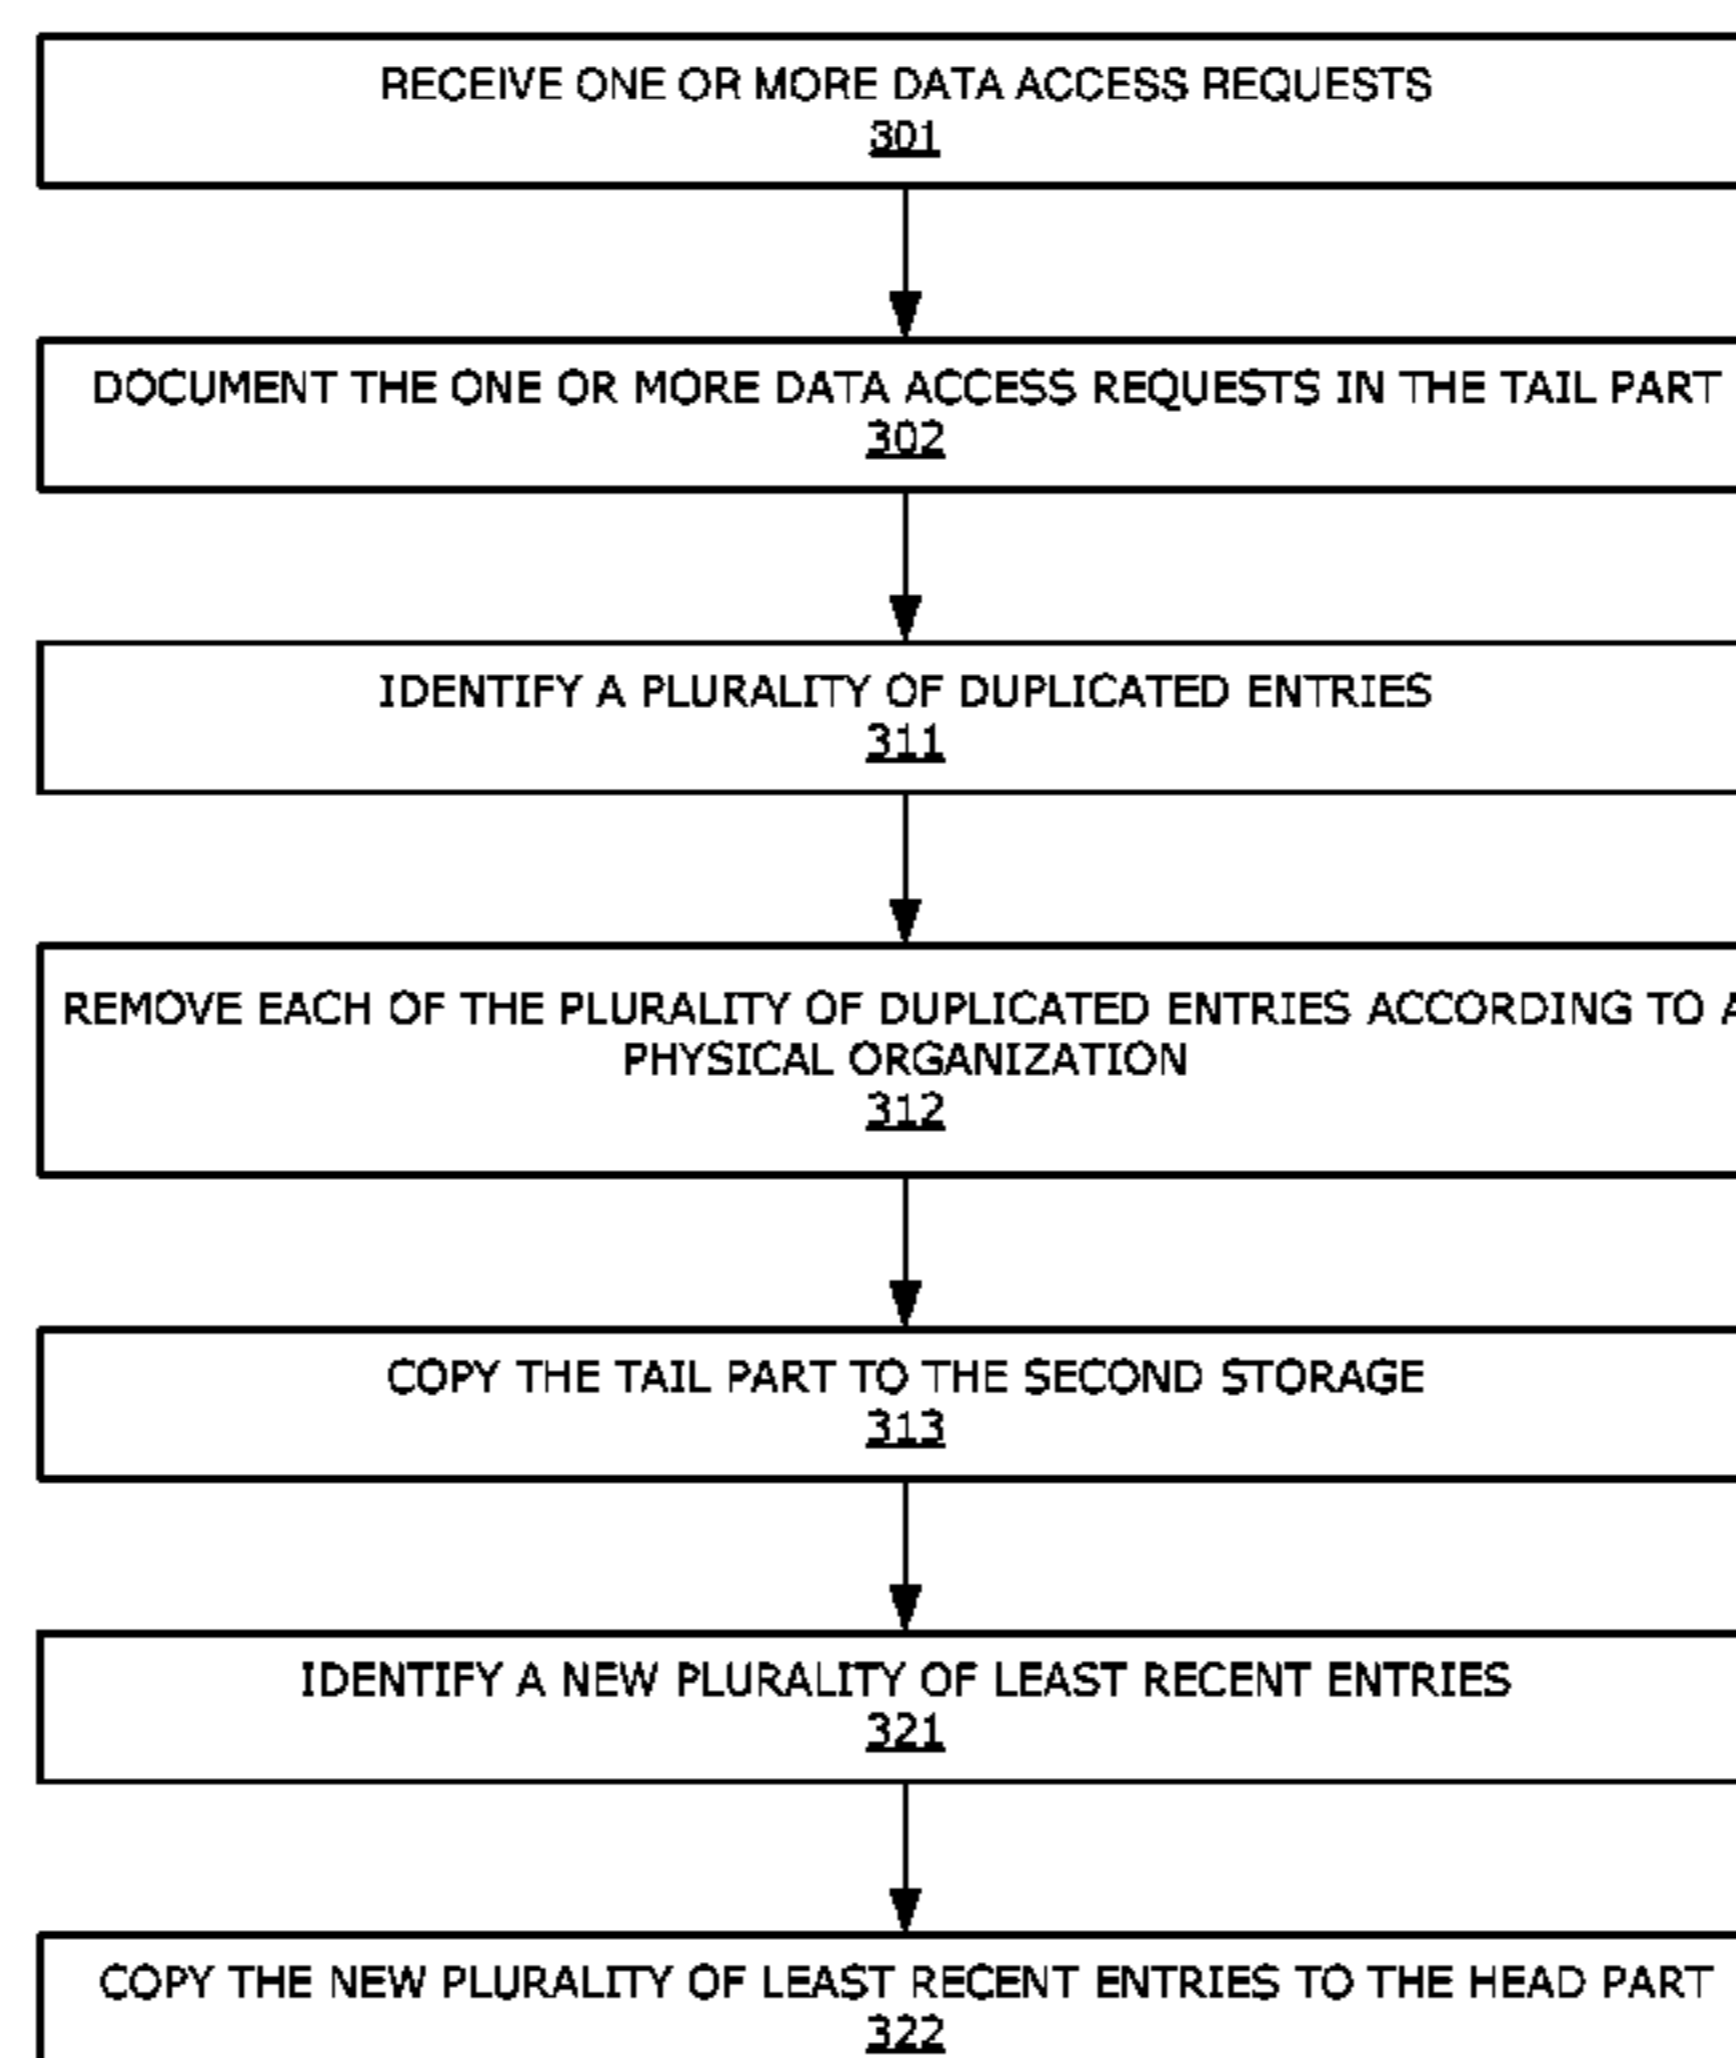 RECEIVE ONE OR MORE DATA ACCESS REQUESTS
301
DOCUMENT THE ONE OR MORE DATA ACCESS REQUESTS IN THE TAIL PART
302
IDENTIFY A PLURALITY OF DUPLICATED ENTRIES
311
REMOVE EACH OF THE PLURALITY OF DUPLICATED ENTRIES ACCORDING TO A
PHYSICAL ORGANIZATION
312
COPY THE TAIL PART TO THE SECOND STORAGE
313
IDENTIFY A NEW PLURALITY OF LEAST RECENT ENTRIES
321
COPY THE NEW PLURALITY OF LEAST RECENT ENTRIES TO THE HEAD PART
322